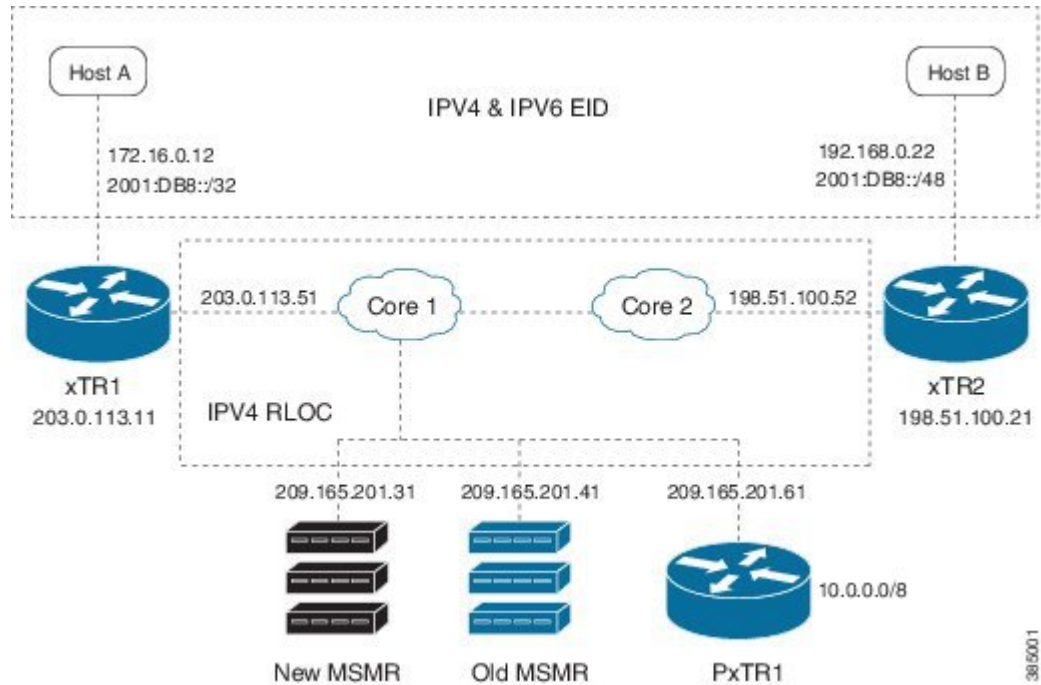 Host A
Host B
IPV4 & IPV6 EID
172.16.0.12
2001:DB8::/32
192.168.0.22
2001:DB8::/48
203.0.113.51
Core 1
Core 2
198.51.100.52
xTR1
203.0.113.11
IPV4 RLOC
xTR2
198.51.100.21
209.165.201.31
209.165.201.41
209.165.201.61
10.0.0.0/8
New MSMR
Old MSMR
PxTR1
385001